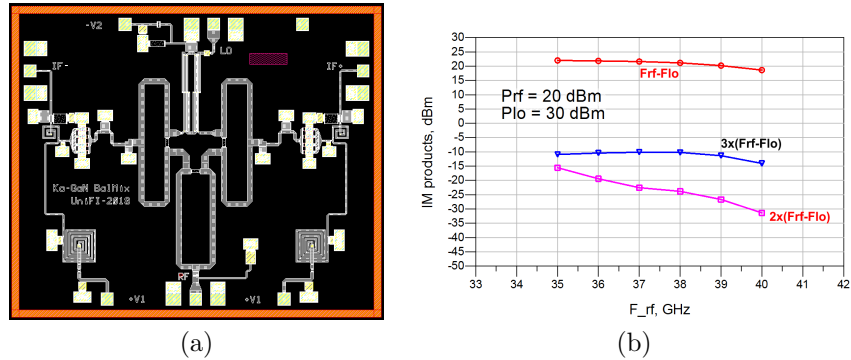 -V2
LO
IF-
IF+
Ka-GaN BalMix
UniFI-2018
RF
+V1
+V1
(a)
30
25
20
15
10
5
0
-5
-10
-15
-20
-25
-30
-35
-40
-45
-50
IM products, dBm
Frf-Flo
Prf = 20 dBm
Plo = 30 dBm
3x(Frf-Flo)
2x(Frf-Flo)
33 34 35 36 37 38 39 40 41 42
F_rf, GHz
(b)